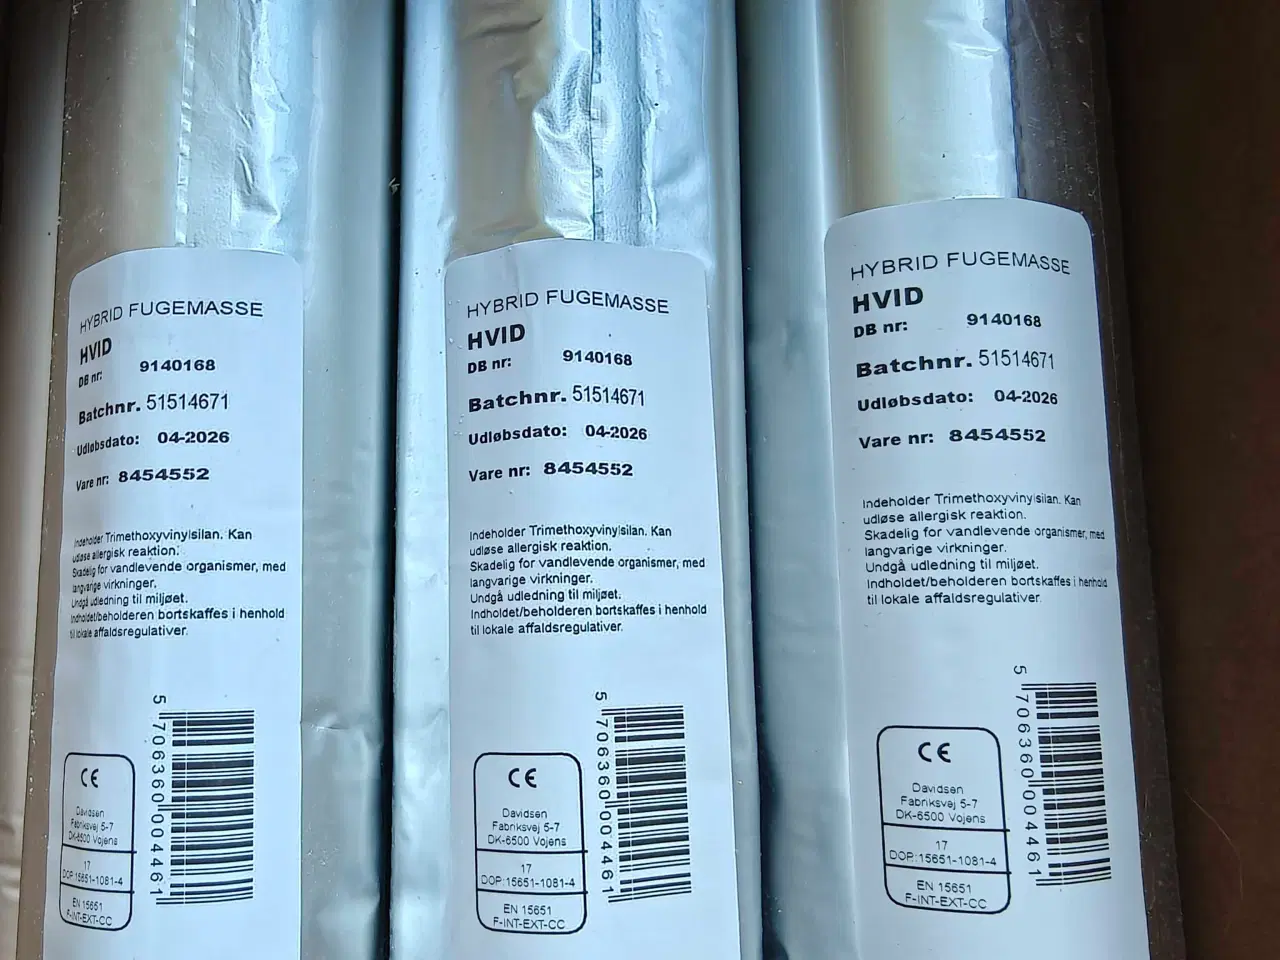 HYBRID FUGEMASSE
HVID
DB nr: 9140168
Batchnr. 51514671
Udløbsdato: 04-2026
Vare nr: 8454552
Indeholder Trimethoxyvinylsilan. Kan
udløse allergisk reaktion.
Skadelig for vandlevende organismer, med
langvarige virkninger.
Undgå udledning til miljøet.
Indholdet/beholderen bortskaffes i henhold
til lokale affaldsregulativer.
CE
Davidsen
Fabriksvej 5-7
DK-6500 Vojens
17
DOP:15651-1081-4
EN 15651
F-INT-EXT-CC
5 706360 004461
HYBRID FUGEMASSE
HVID
DB nr: 9140168
Batchnr. 51514671
Udløbsdato: 04-2026
Vare nr: 8454552
Indeholder Trimethoxyvinylsilan. Kan
udløse allergisk reaktion.
Skadelig for vandlevende organismer, med
langvarige virkninger.
Undgå udledning til miljøet.
Indholdet/beholderen bortskaffes i henhold
til lokale affaldsregulativer.
CE
Davidsen
Fabriksvej 5-7
DK-6500 Vojens
17
DOP:15651-1081-4
EN 15651
F-INT-EXT-CC
5 706360 004461
HYBRID FUGEMASSE
HVID
DB nr: 9140168
Batchnr. 51514671
Udløbsdato: 04-2026
Vare nr: 8454552
Indeholder Trimethoxyvinylsilan. Kan
udløse allergisk reaktion.
Skadelig for vandlevende organismer, med
langvarige virkninger.
Undgå udledning til miljøet.
Indholdet/beholderen bortskaffes i henhold
til lokale affaldsregulativer.
CE
Davidsen
Fabriksvej 5-7
DK-6500 Vojens
17
DOP:15651-1081-4
EN 15651
F-INT-EXT-CC
5 706360 004461